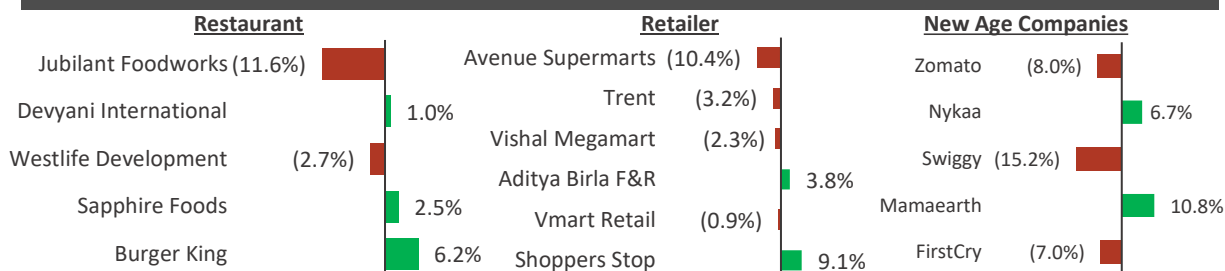 Restaurant
Jubilant Foodworks (11.6%)
Devyani International 1.0%
Westlife Development (2.7%)
Sapphire Foods 2.5%
Burger King 6.2%
Retailer
Avenue Supermarts (10.4%)
Trent (3.2%)
Vishal Megamart (2.3%)
Aditya Birla F&R 3.8%
Vmart Retail (0.9%)
Shoppers Stop 9.1%
New Age Companies
Zomato (8.0%)
Nykaa 6.7%
Swiggy (15.2%)
Mamaearth 10.8%
FirstCry (7.0%)